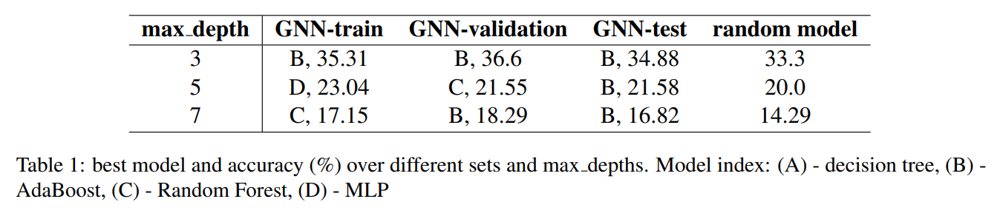 max_depth GNN-train GNN-validation GNN-test random model
3 B, 35.31 B, 36.6 B, 34.88 33.3
5 D, 23.04 C, 21.55 B, 21.58 20.0
7 C, 17.15 B, 18.29 B, 16.82 14.29
Table 1: best model and accuracy (%) over different sets and max_depths. Model index: (A) - decision tree, (B) -
AdaBoost, (C) - Random Forest, (D) - MLP